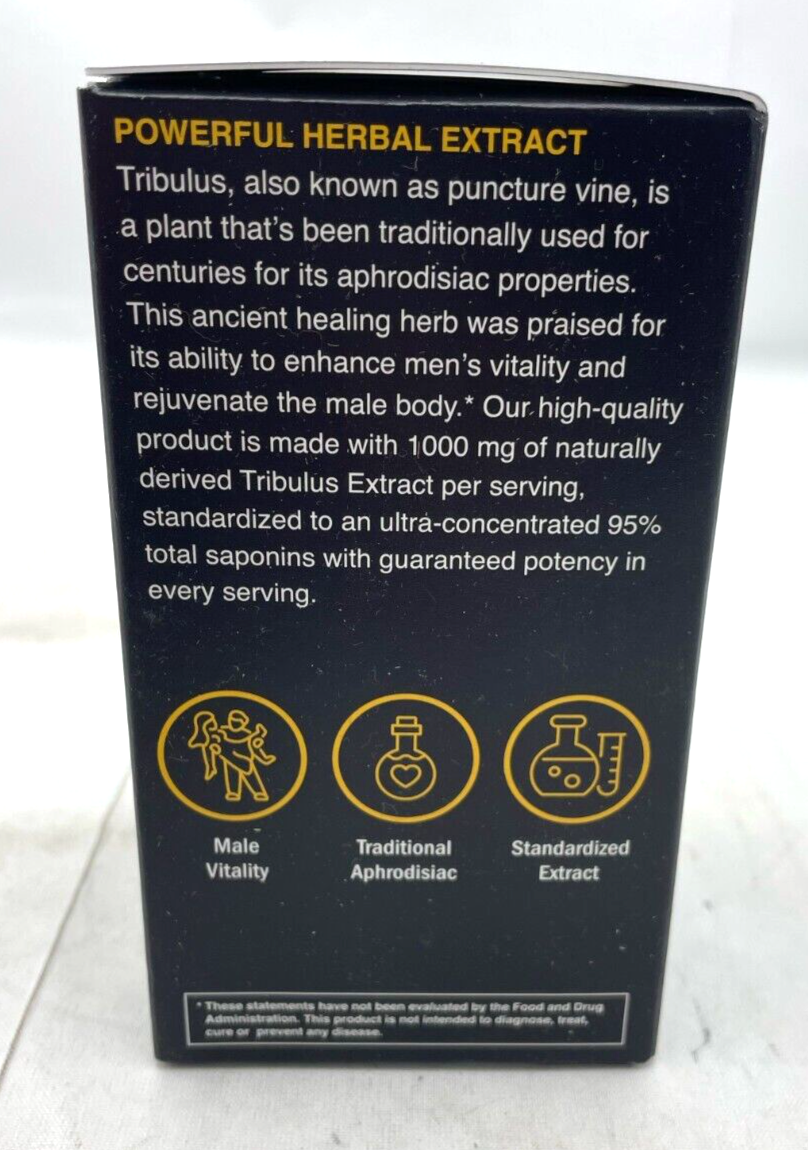 POWERFUL HERBAL EXTRACT
Tribulus, also known as puncture vine, is
a plant that's been traditionally used for
centuries for its aphrodisiac properties.
This ancient healing herb was praised for
its ability to enhance men's vitality and
rejuvenate the male body.* Our high-quality
product is made with 1000 mg of naturally
derived Tribulus Extract per serving,
standardized to an ultra-concentrated 95%
total saponins with guaranteed potency in
every serving.
Male
Vitality
Traditional
Aphrodisiac
Standardized
Extract
* These statements have not been evaluated by the Food and Drug
Administration. This product is not intended to diagnose, treat,
cure or prevent any disease.